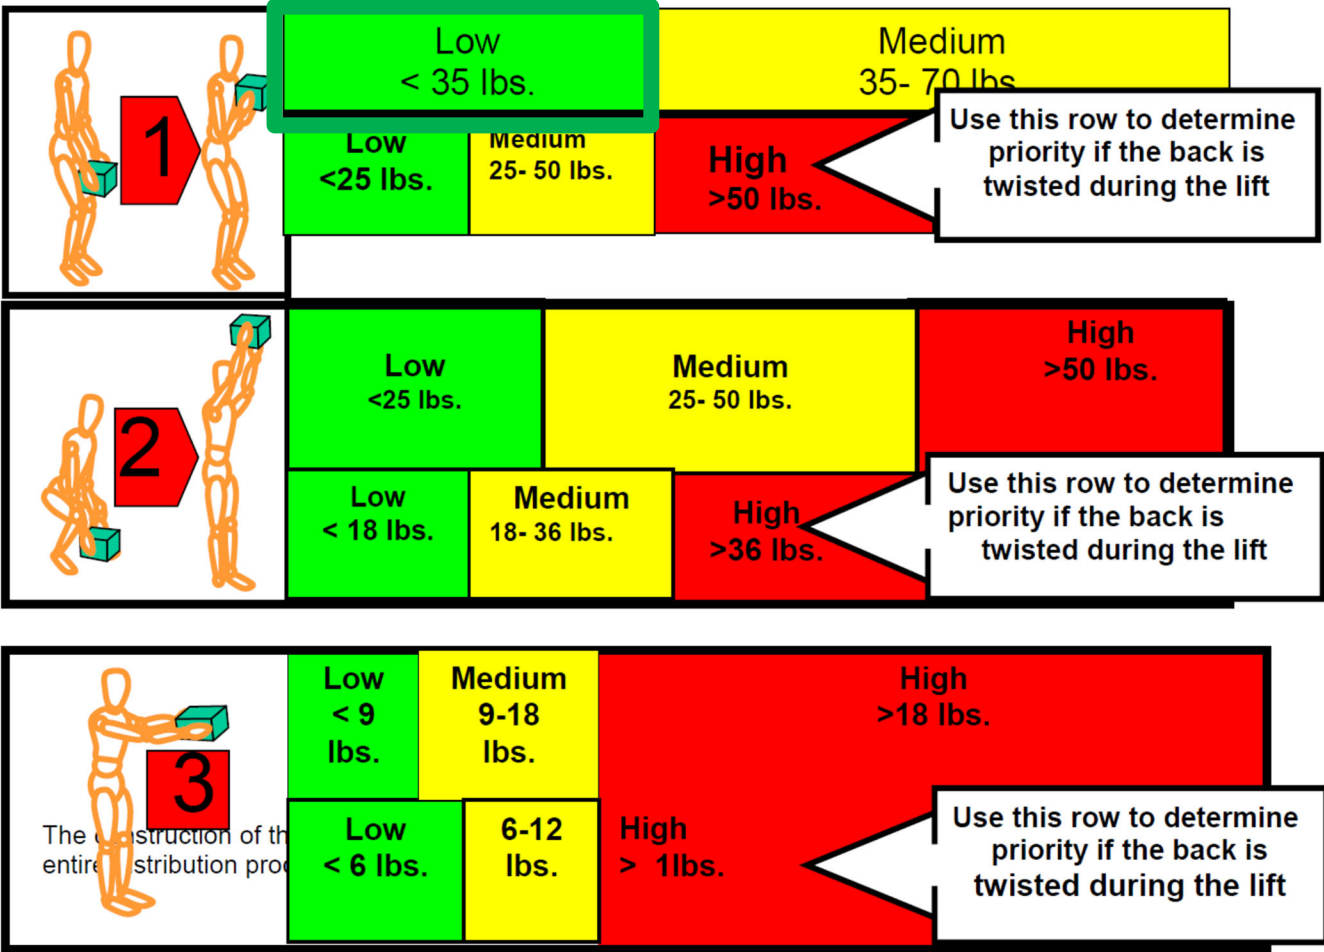 1
Low
< 35 lbs.
Medium
35- 70 lbs
Low
<25 lbs.
Medium
25- 50 lbs.
High
>50 lbs.
Use this row to determine
priority if the back is
twisted during the lift
2
Low
<25 lbs.
Medium
25- 50 lbs.
High
>50 lbs.
Low
< 18 lbs.
Medium
18- 36 lbs.
High
>36 lbs.
Use this row to determine
priority if the back is
twisted during the lift
3
Low
< 9
lbs.
Medium
9-18
lbs.
High
>18 lbs.
Low
< 6 lbs.
6-12
lbs.
High
> 1lbs.
Use this row to determine
priority if the back is
twisted during the lift
The of
entire